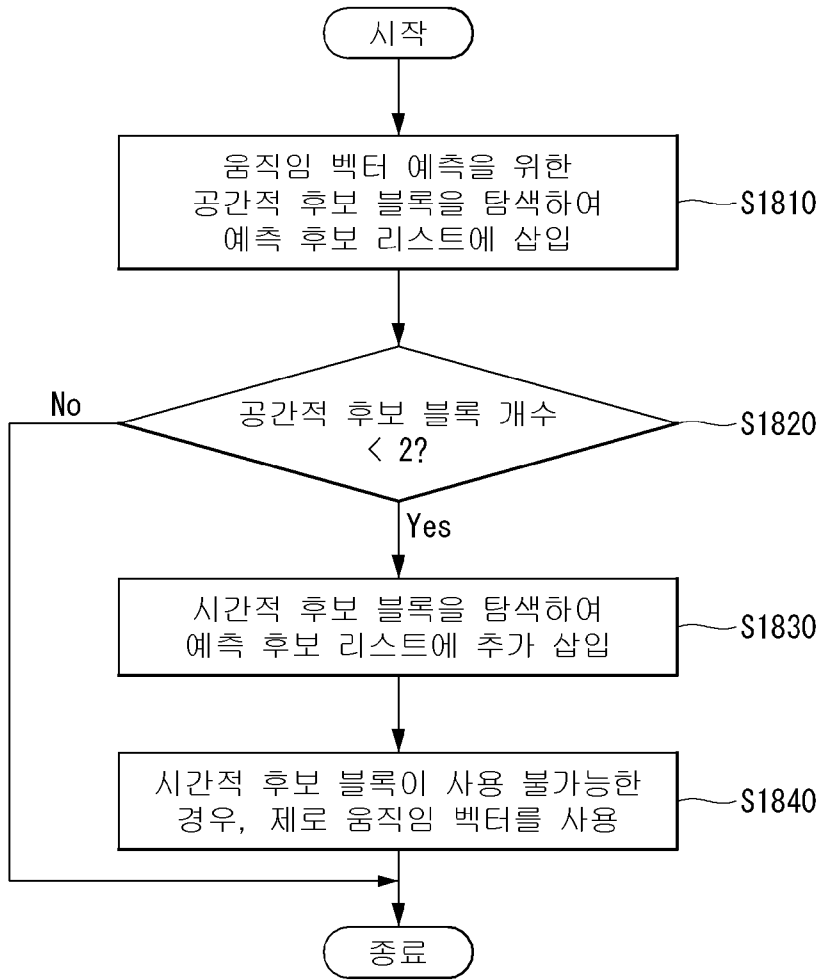 시작
움직임 벡터 예측을 위한
공간적 후보 블록을 탐색하여
예측 후보 리스트에 삽입
S1810
No
공간적 후보 블록 개수
< 2?
S1820
Yes
시간적 후보 블록을 탐색하여
예측 후보 리스트에 추가 삽입
S1830
시간적 후보 블록이 사용 불가능한
경우, 제로 움직임 벡터를 사용
S1840
종료